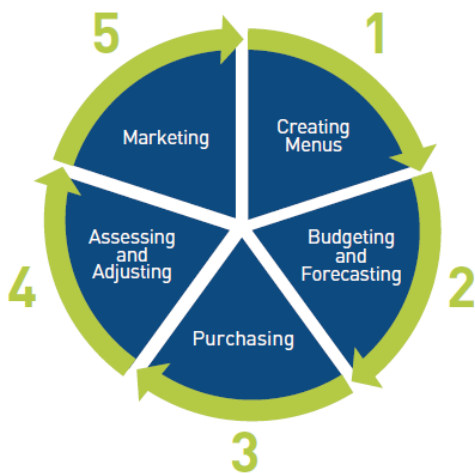 1
Creating
Menus
2
Budgeting
and
Forecasting
3
Purchasing
4
Assessing
and
Adjusting
5
Marketing